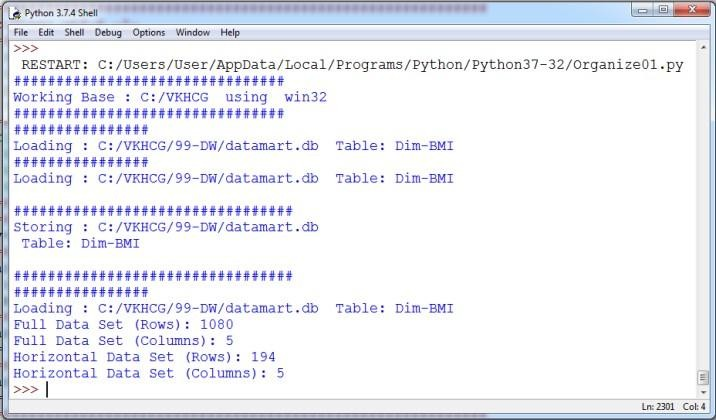 Python 3.7.4 Shell
File Edit Shell Debug Options Window Help
>>>
RESTART: C:/Users/User/AppData/Local/Programs/Python/Python37-32/Organize01.py
################################
Working Base : C:/VKHCG  using  win32
################################
################
Loading : C:/VKHCG/99-DW/datamart.db  Table: Dim-BMI
################
Loading : C:/VKHCG/99-DW/datamart.db  Table: Dim-BMI
#################################
Storing : C:/VKHCG/99-DW/datamart.db
Table: Dim-BMI
#################################
################
Loading : C:/VKHCG/99-DW/datamart.db  Table: Dim-BMI
Full Data Set (Rows): 1080
Full Data Set (Columns): 5
Horizontal Data Set (Rows): 194
Horizontal Data Set (Columns): 5
>>>
Ln: 2301 Col: 4